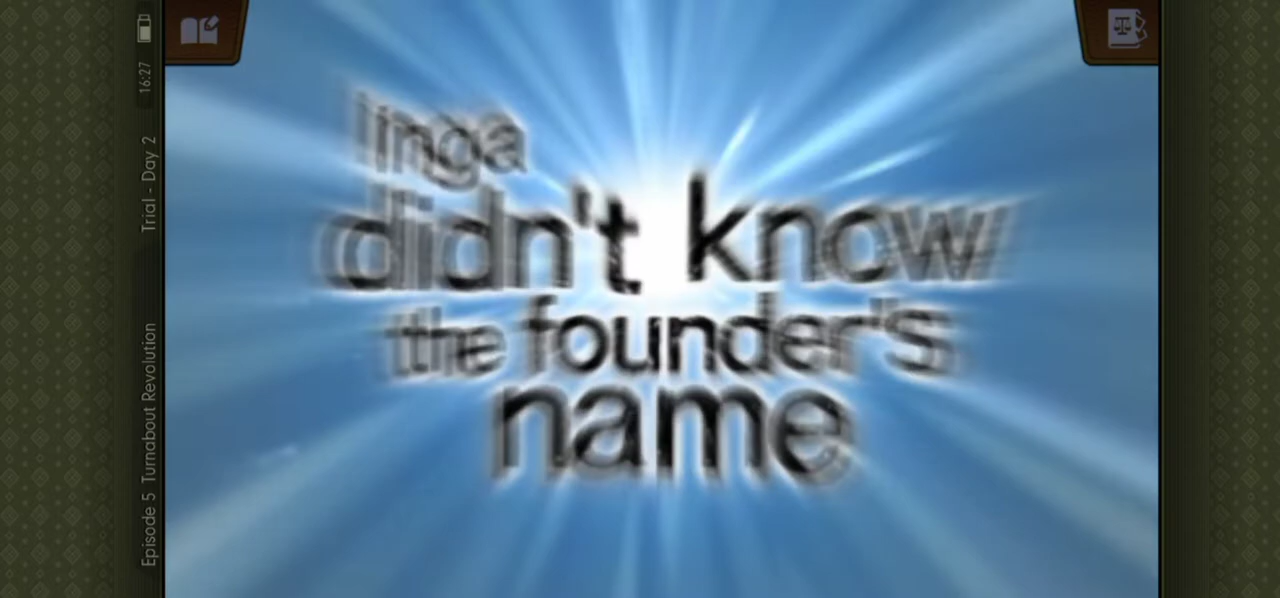 Inga
didn't know
the founder's
name
16:27
Trial - Day 2
Episode 5 Turnabout Revolution